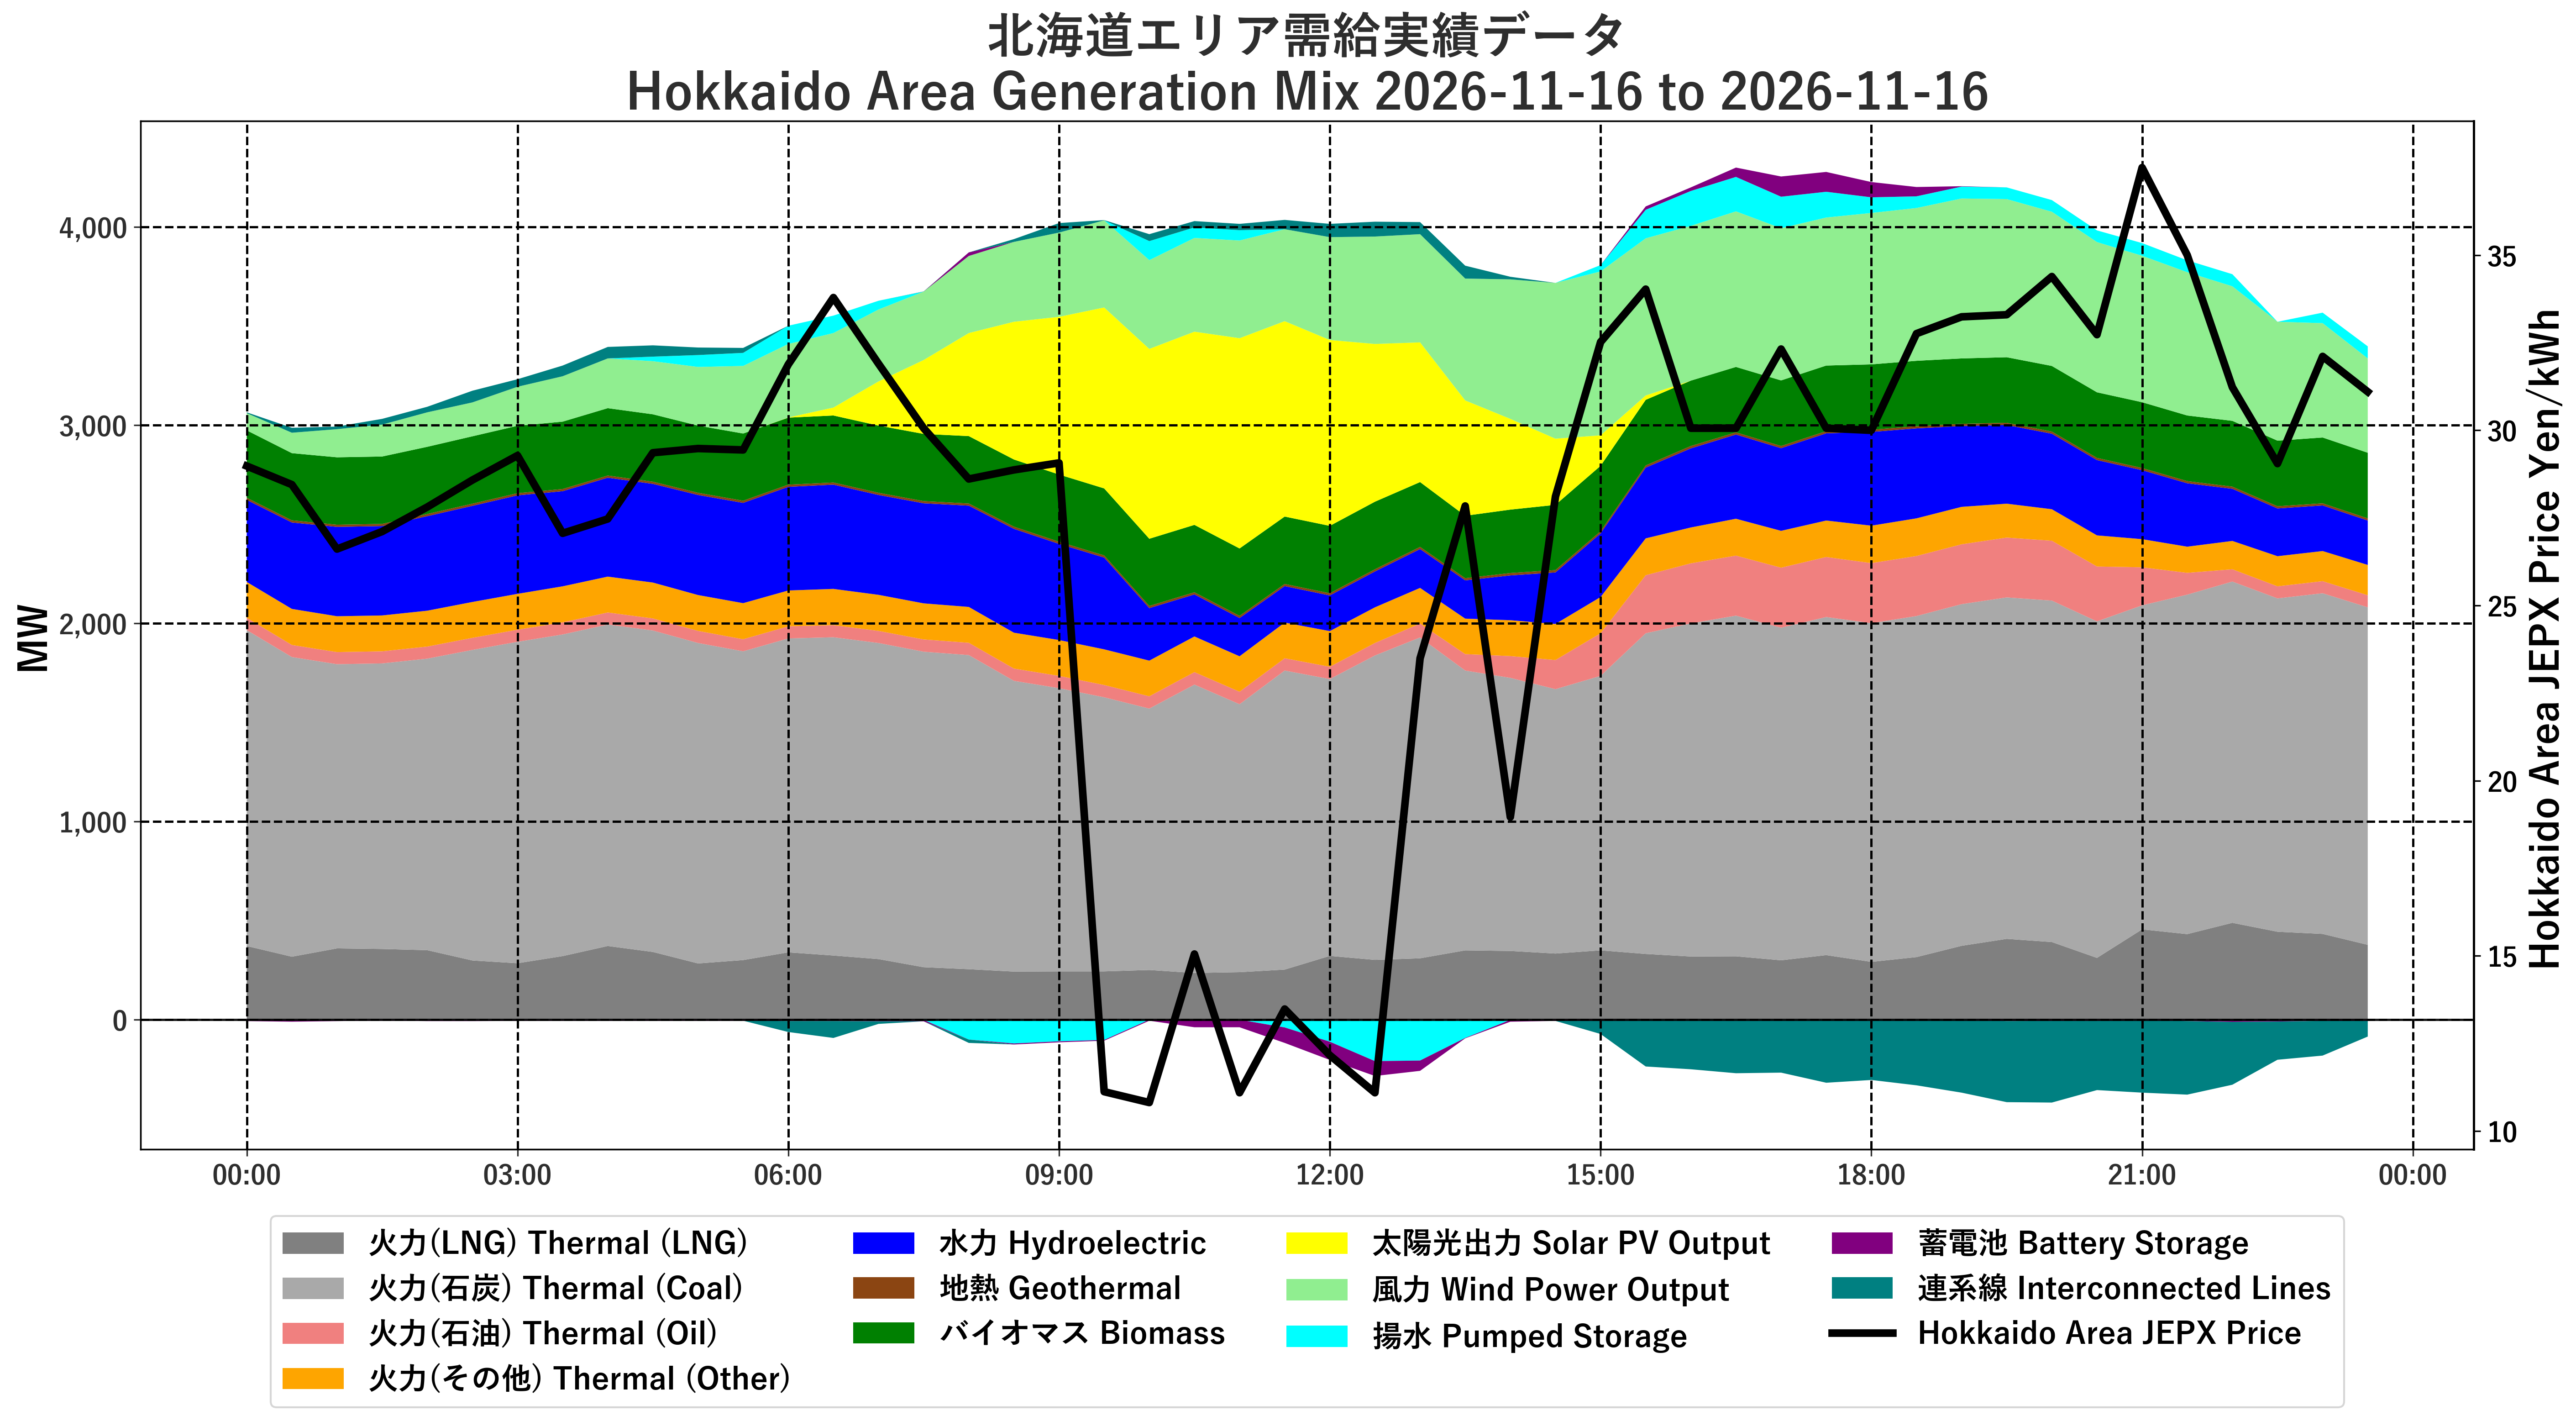 北海道エリア需給実績データ
Hokkaido Area Generation Mix 2026-11-16 to 2026-11-16
MW
4,000
3,000
2,000
1,000
0
35
30
25
20
15
10
Hokkaido Area JEPX Price Yen/kWh
00:00 03:00 06:00 09:00 12:00 15:00 18:00 21:00 00:00
火力(LNG) Thermal (LNG)
火力(石炭) Thermal (Coal)
火力(石油) Thermal (Oil)
火力(その他) Thermal (Other)
水力 Hydroelectric
地熱 Geothermal
バイオマス Biomass
太陽光出力 Solar PV Output
風力 Wind Power Output
揚水 Pumped Storage
蓄電池 Battery Storage
連系線 Interconnected Lines
Hokkaido Area JEPX Price